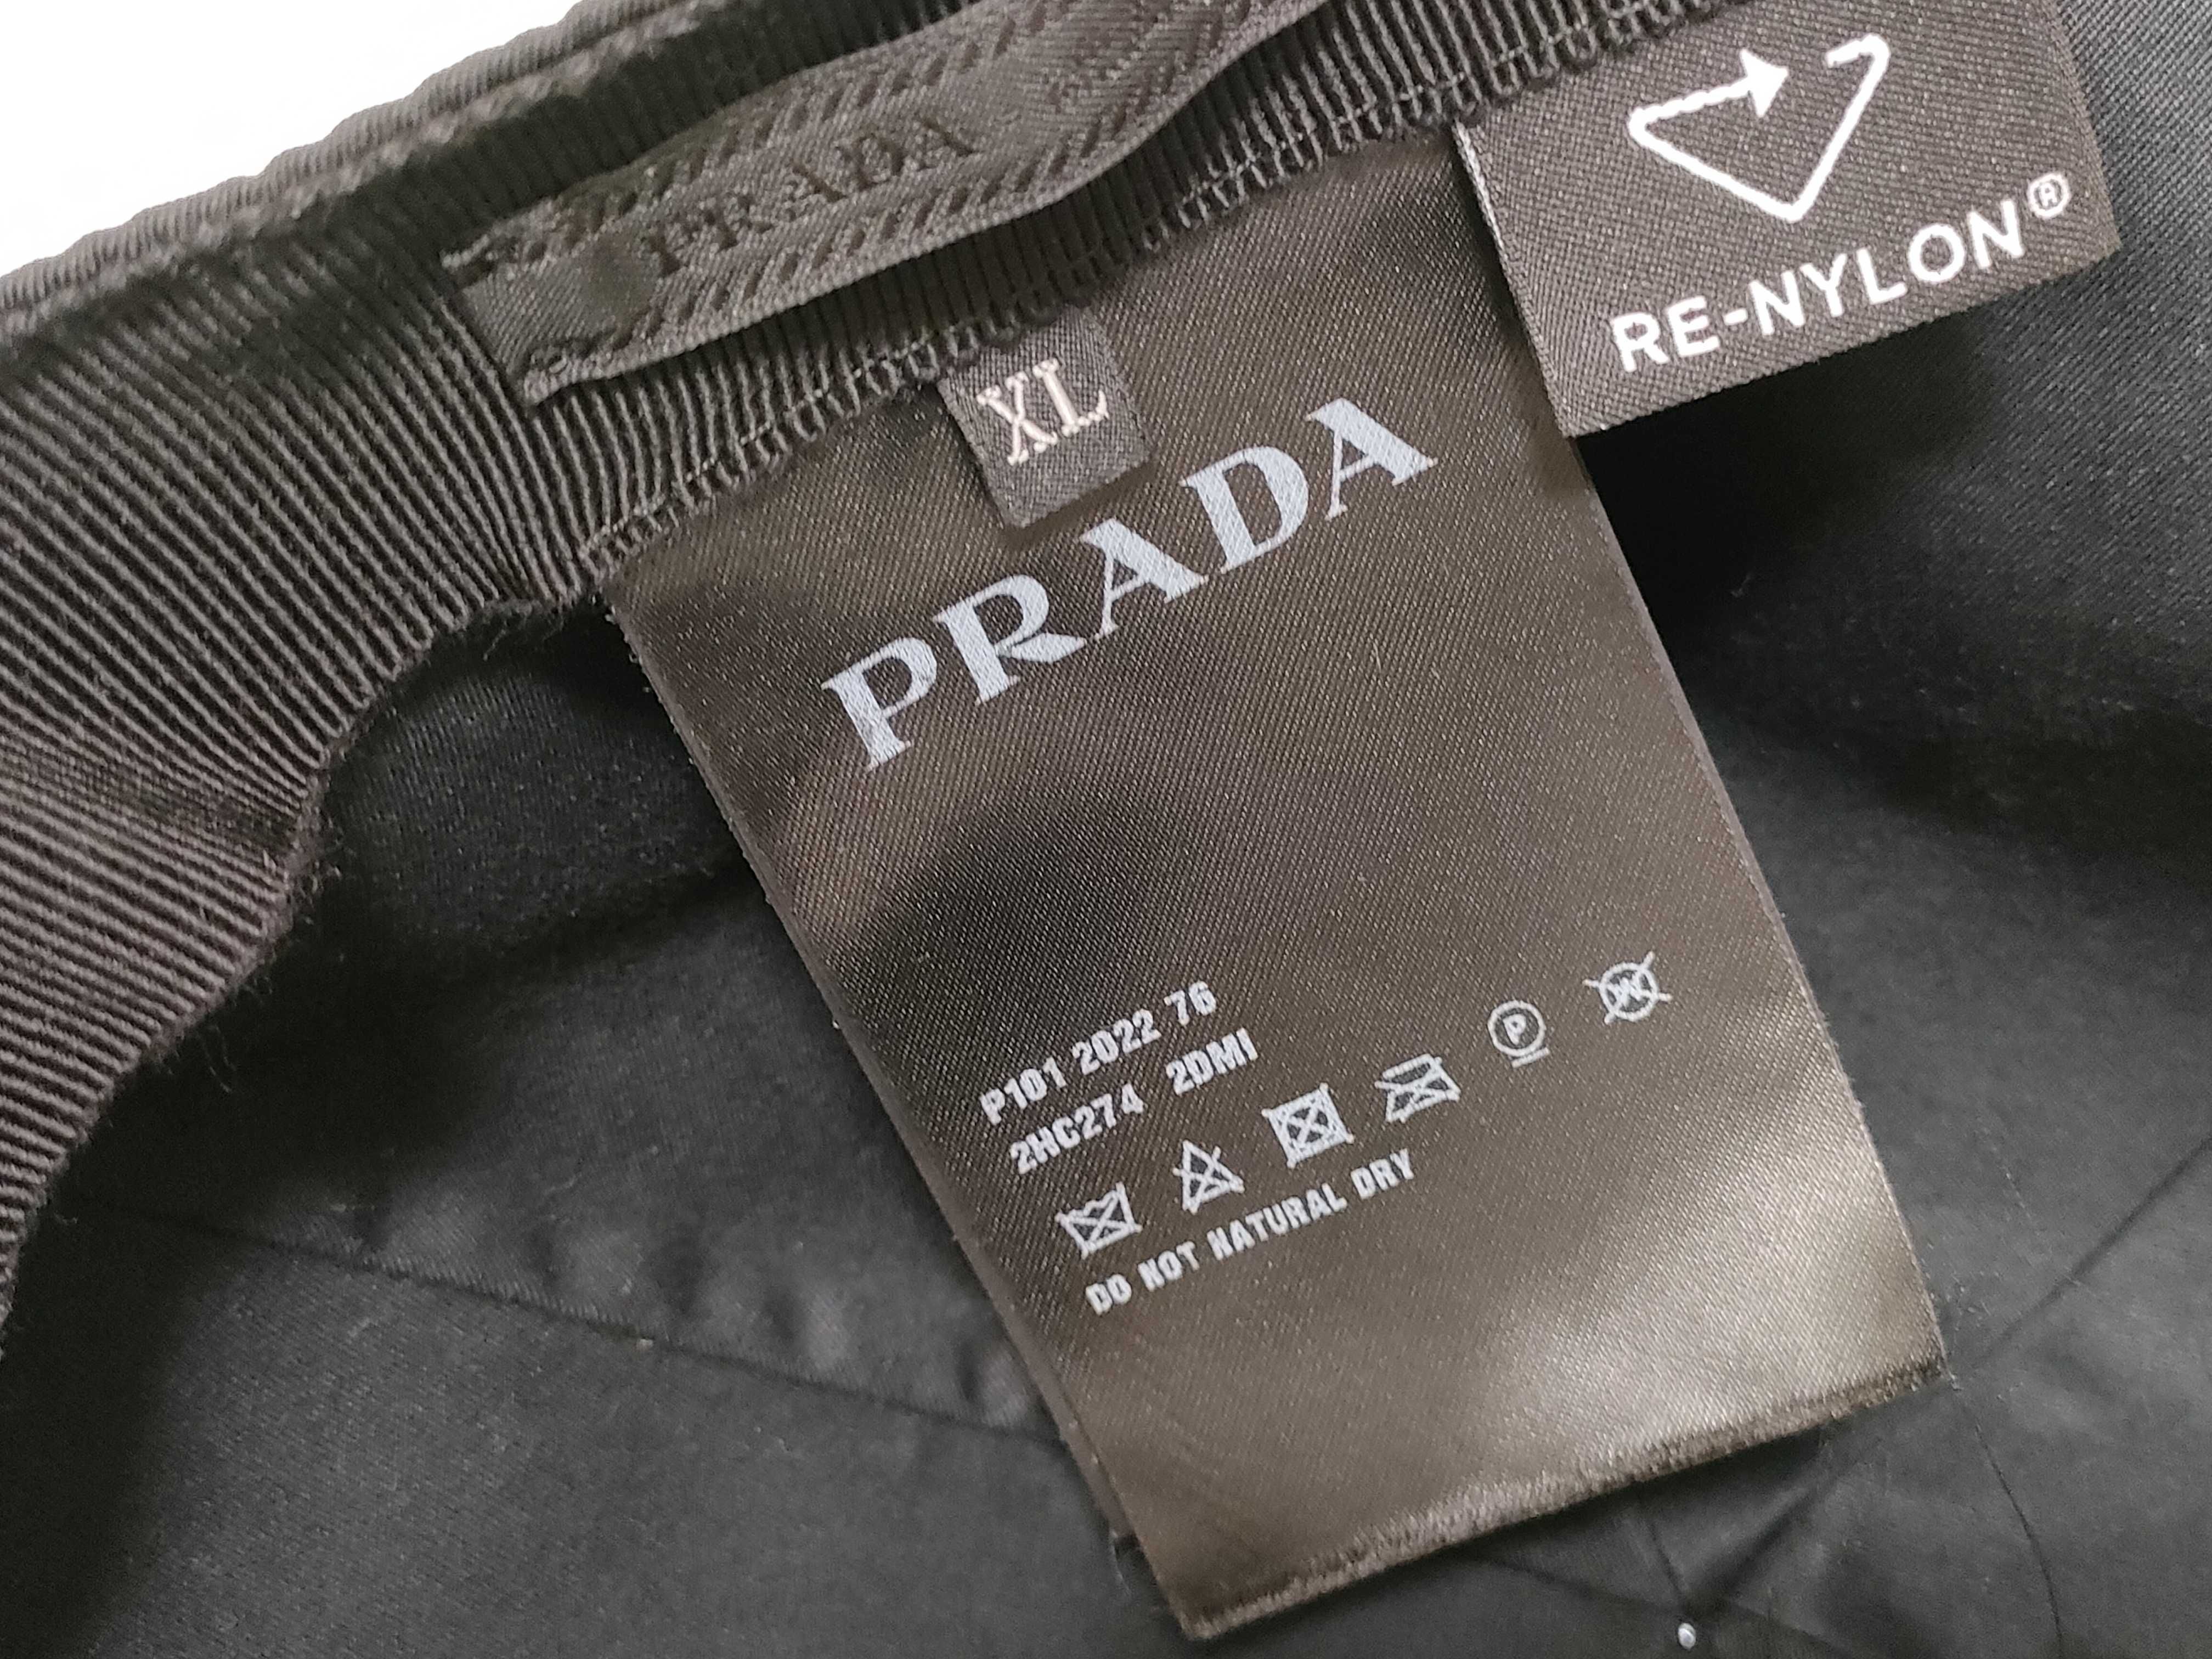 PRADA
RE-NYLON®
XL
PRADA
P101 2022 76
2HC274 2DMI
P
W
DO NOT NATURAL DRY